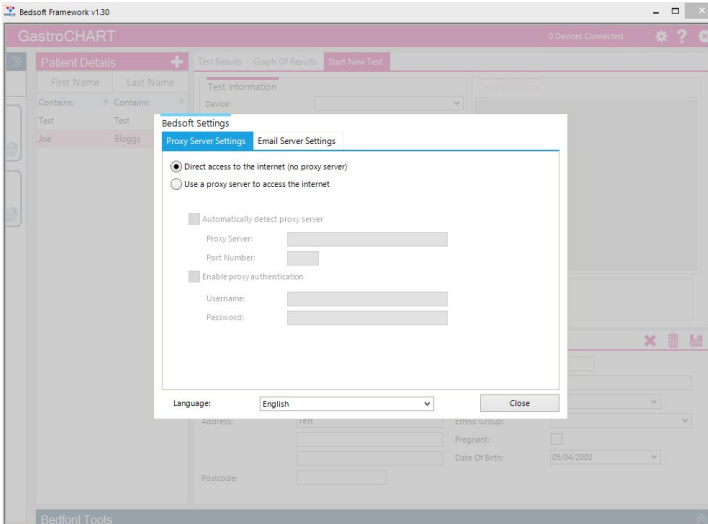 Bedsoft Framework v1.30
GastroCHART
0 Devices Connected
Patient Details
Test Results Graph Of Results Start New Test
First Name Last Name
Test Information
Contains: Contains:
Device:
Test Test
Joe Bloggs
Bedsoft Settings
Proxy Server Settings Email Server Settings
Direct access to the internet (no proxy server)
Use a proxy server to access the internet
Automatically detect proxy server
Proxy Server:
Port Number:
Enable proxy authentication
Username:
Password:
Language: English Close
Address: Test Ethnic Group:
Pregnant:
Date Of Birth: 05/04/2002
Postcode:
Bedfont Tools